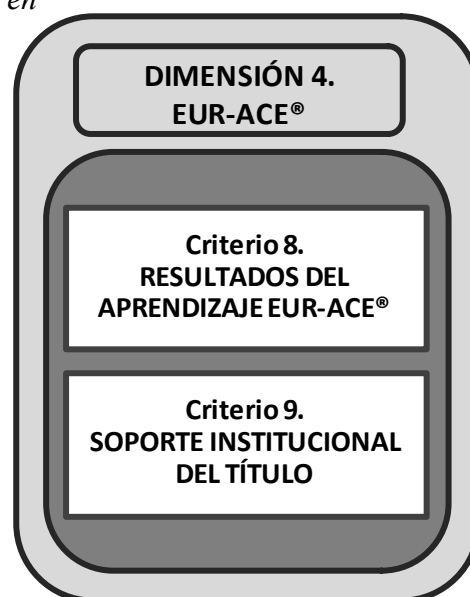 en
DIMENSIÓN 4.
EUR-ACE®
Criterio 8.
RESULTADOS DEL
APRENDIZAJE EUR-ACE®
Criterio 9.
SOPORTE INSTITUCIONAL
DEL TÍTULO